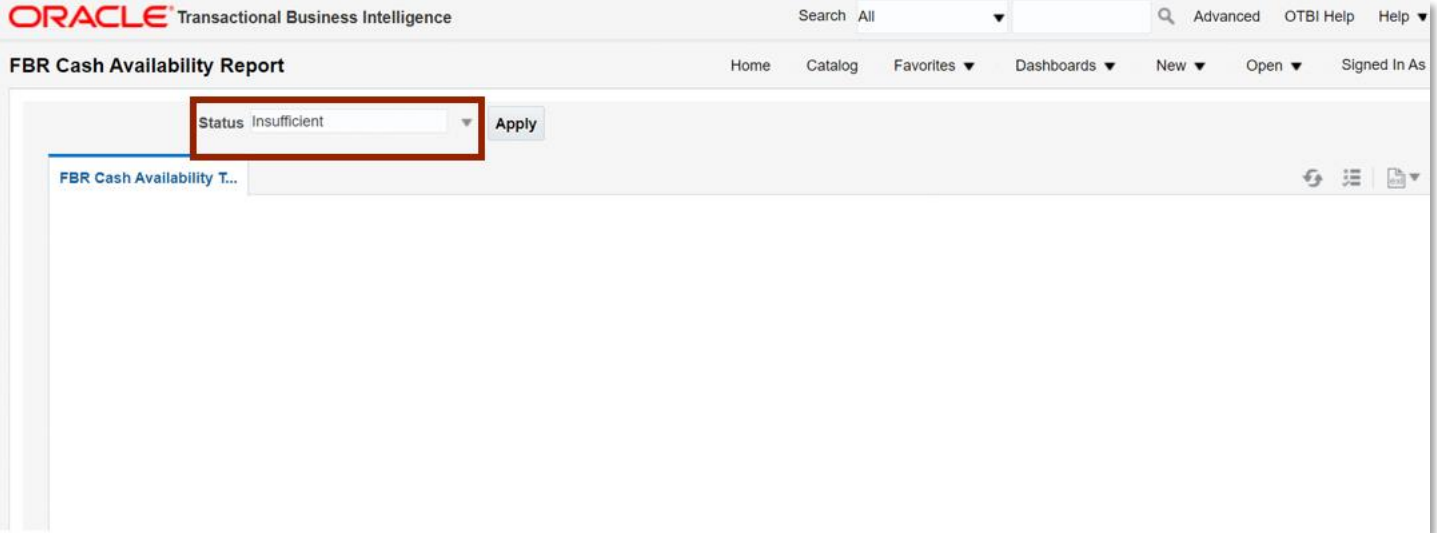 ORACLE Transactional Business Intelligence Search All Advanced OTBI Help Help
FBR Cash Availability Report Home Catalog Favorites Dashboards New Open Signed In As
Status Insufficient Apply
FBR Cash Availability T...